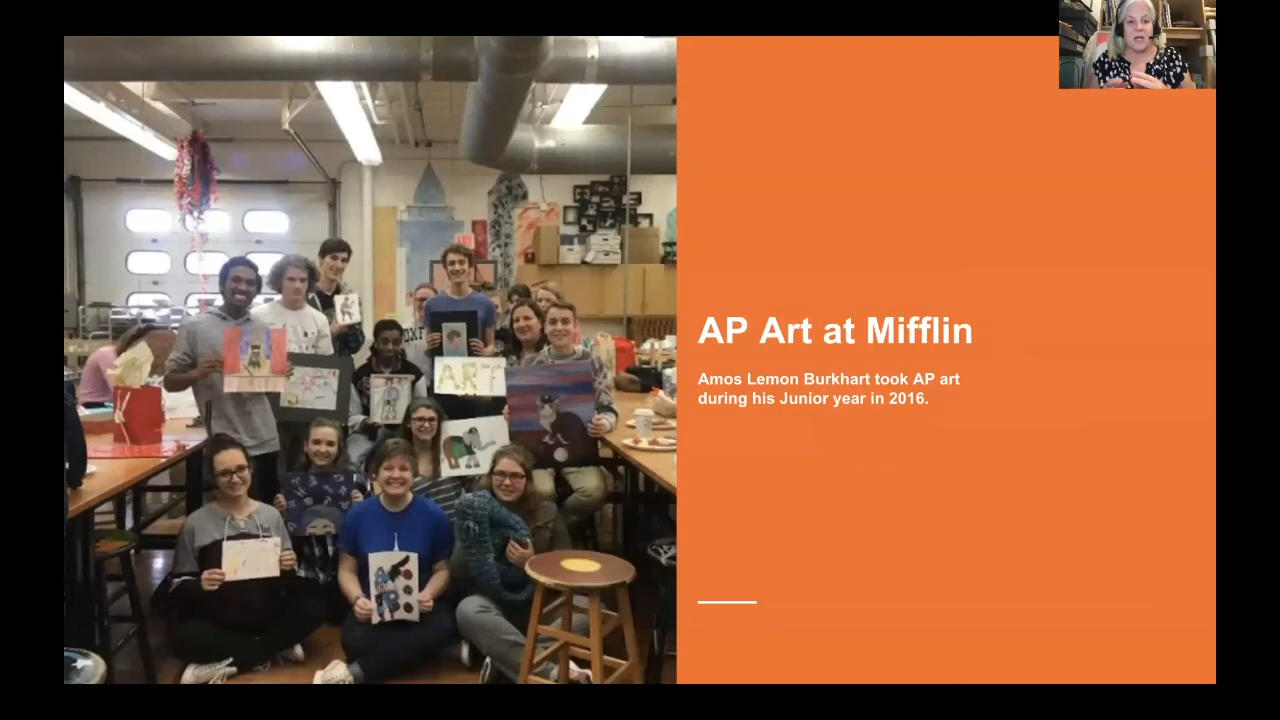 AP Art at Mifflin
Amos Lemon Burkhart took AP art
during his Junior year in 2016.
ART